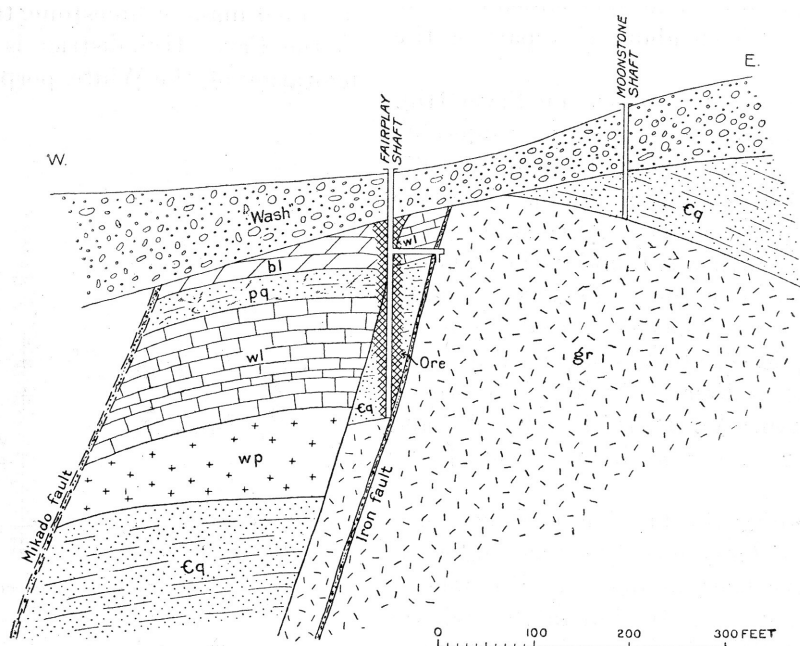 MOONSTONE
SHAFT
E.
FAIRPLAY
SHAFT
W.
"Wash"
Єq
wl
bl
pq
wl
Ore
gr
Єq
wp
Mikado fault
Iron fault
Єq
0 100 200 300 FEET